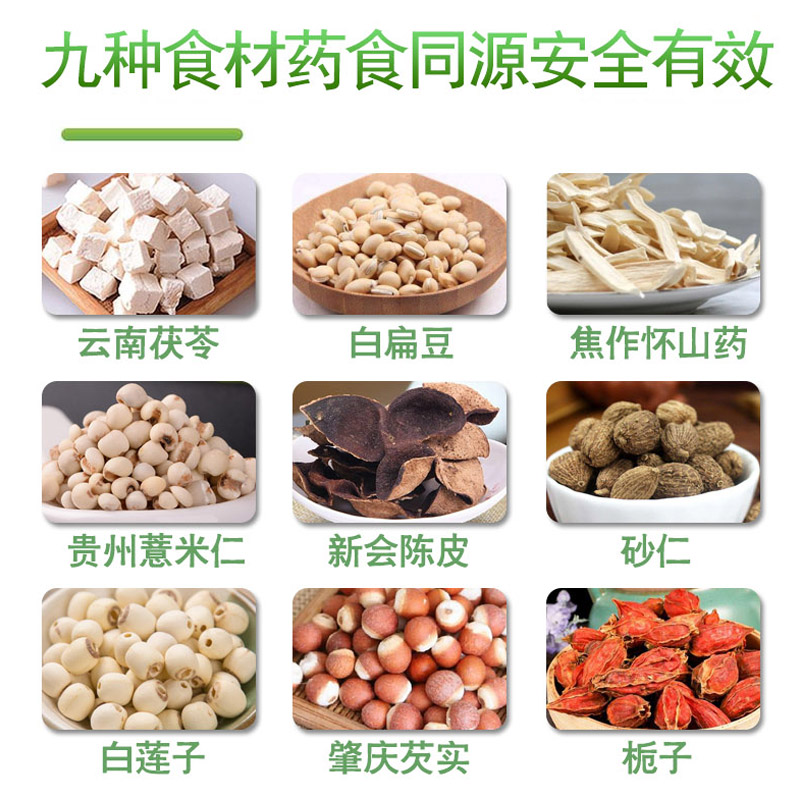 九种食材药食同源安全有效
云南茯苓
白扁豆
焦作怀山药
贵州薏米仁
新会陈皮
砂仁
白莲子
肇庆芡实
栀子